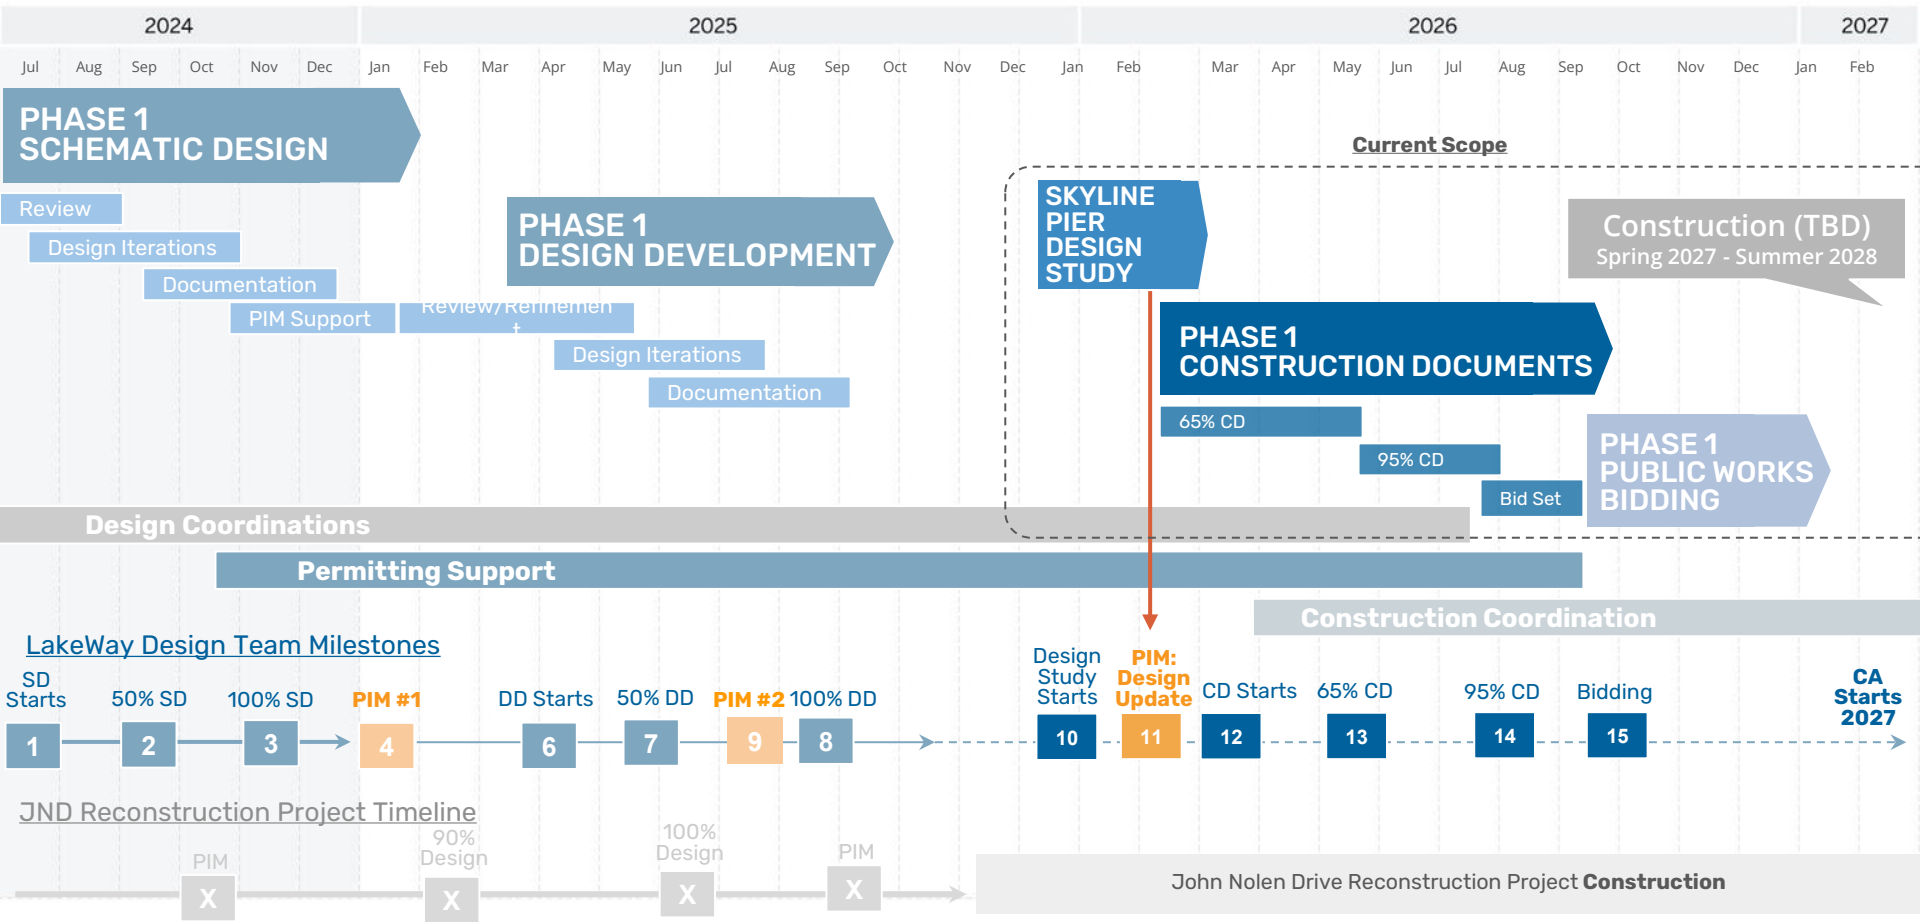 2024
2025
2026
2027
Jul Aug Sep Oct Nov Dec Jan Feb Mar Apr May Jun Jul Aug Sep Oct Nov Dec Jan Feb Mar Apr May Jun Jul Aug Sep Oct Nov Dec Jan Feb
PHASE 1
SCHEMATIC DESIGN
Review
Design Iterations
Documentation
PIM Support
PHASE 1
DESIGN DEVELOPMENT
Review/Refinemen
t
Design Iterations
Documentation
Current Scope
SKYLINE
PIER
DESIGN
STUDY
Construction (TBD)
Spring 2027 - Summer 2028
PHASE 1
CONSTRUCTION DOCUMENTS
65% CD
95% CD
Bid Set
PHASE 1
PUBLIC WORKS
BIDDING
Design Coordinations
Permitting Support
Construction Coordination
LakeWay Design Team Milestones
SD
Starts
50% SD
100% SD
PIM #1
DD Starts
50% DD
PIM #2
100% DD
Design
Study
Starts
PIM:
Design
Update
CD Starts
65% CD
95% CD
Bidding
CA
Starts
2027
1 2 3 4 6 7 9 8 10 11 12 13 14 15
JND Reconstruction Project Timeline
PIM
90%
Design
100%
Design
PIM
X X X X
John Nolen Drive Reconstruction Project Construction